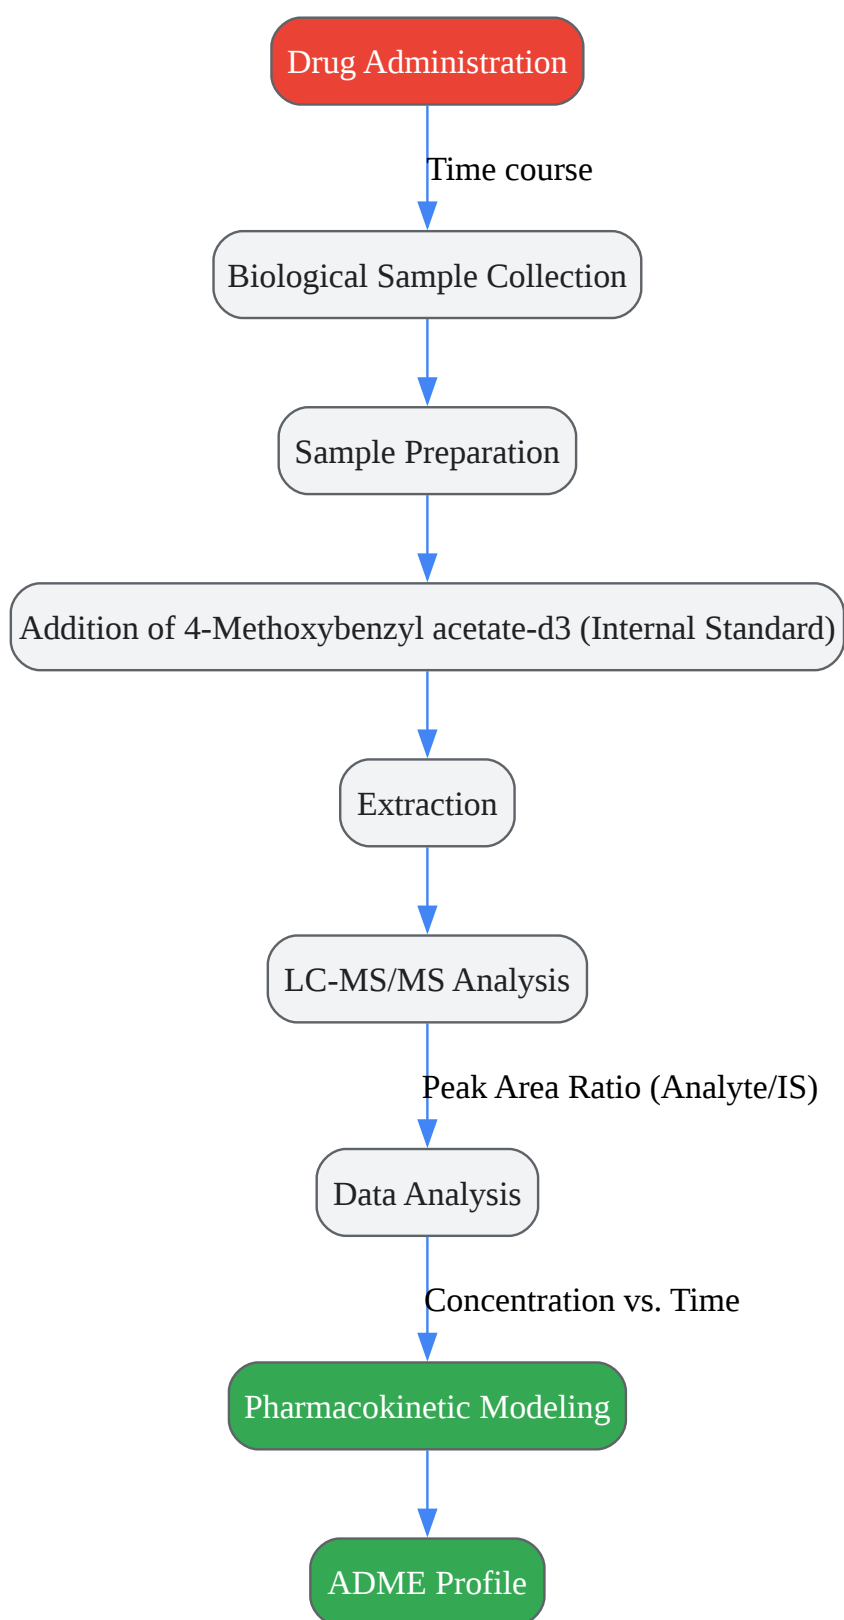 Drug Administration
Time course
Biological Sample Collection
Sample Preparation
Addition of 4-Methoxybenzyl acetate-d3 (Internal Standard)
Extraction
LC-MS/MS Analysis
Peak Area Ratio (Analyte/IS)
Data Analysis
Concentration vs. Time
Pharmacokinetic Modeling
ADME Profile